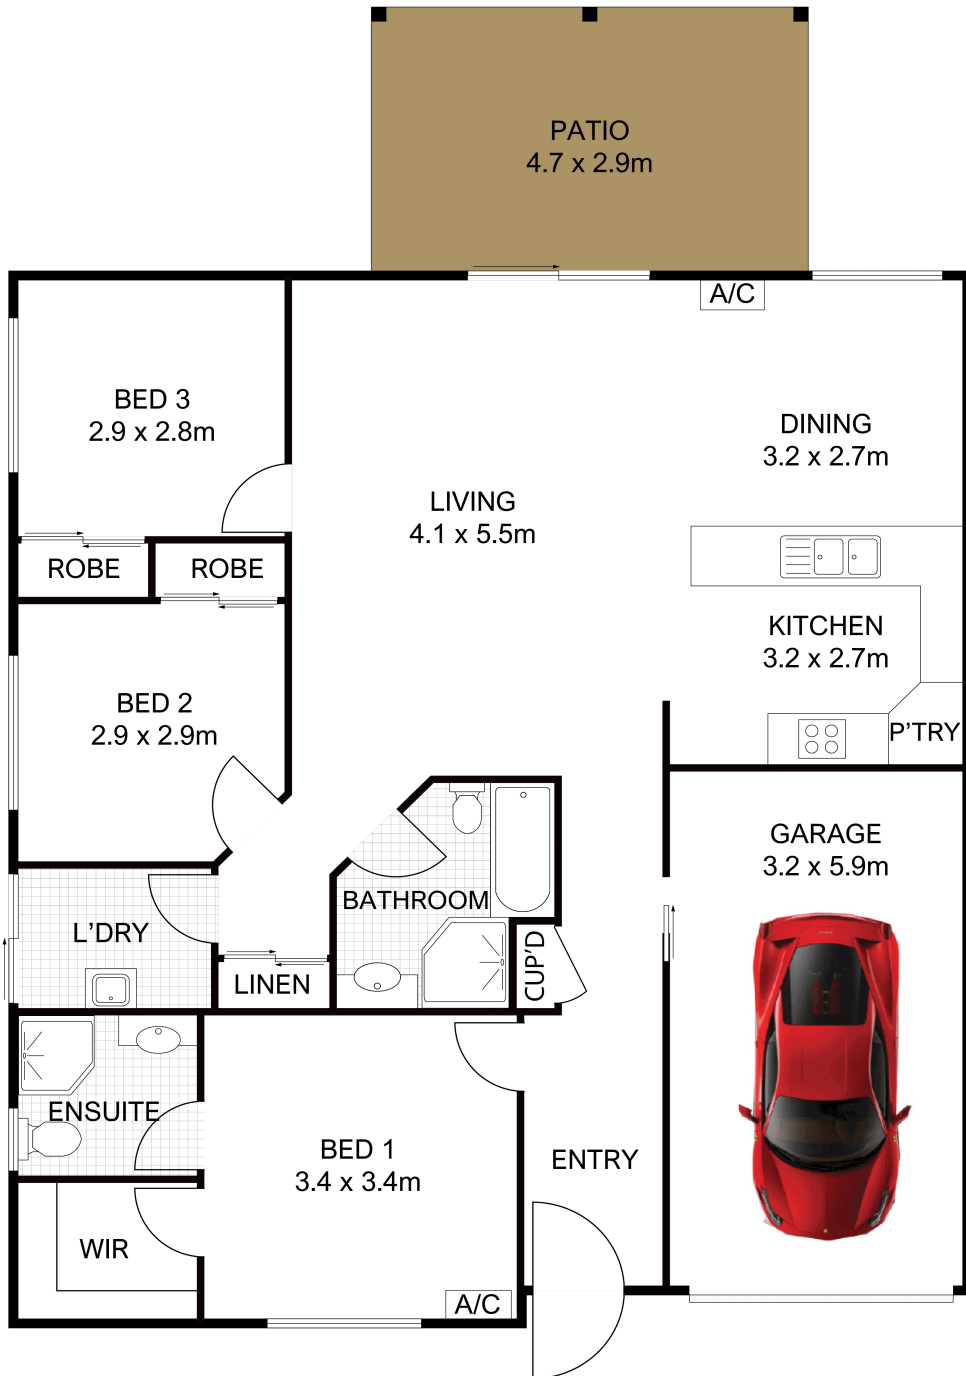 PATIO
4.7 x 2.9m
A/C
BED 3
2.9 x 2.8m
DINING
3.2 x 2.7m
LIVING
4.1 x 5.5m
ROBE
ROBE
KITCHEN
3.2 x 2.7m
BED 2
2.9 x 2.9m
P'TRY
GARAGE
3.2 x 5.9m
BATHROOM
L'DRY
CUP'D
LINEN
ENSUITE
BED 1
3.4 x 3.4m
ENTRY
WIR
A/C